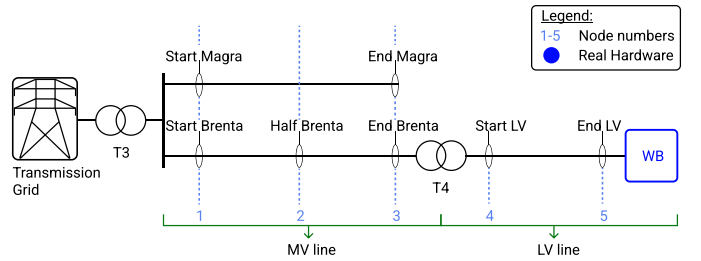 Legend:
1-5 Node numbers
Real Hardware
Start Magra
End Magra
Start Brenta
Half Brenta
End Brenta
Start LV
End LV
T3
WB
Transmission
Grid
T4
1
2
3
4
5
MV line
LV line